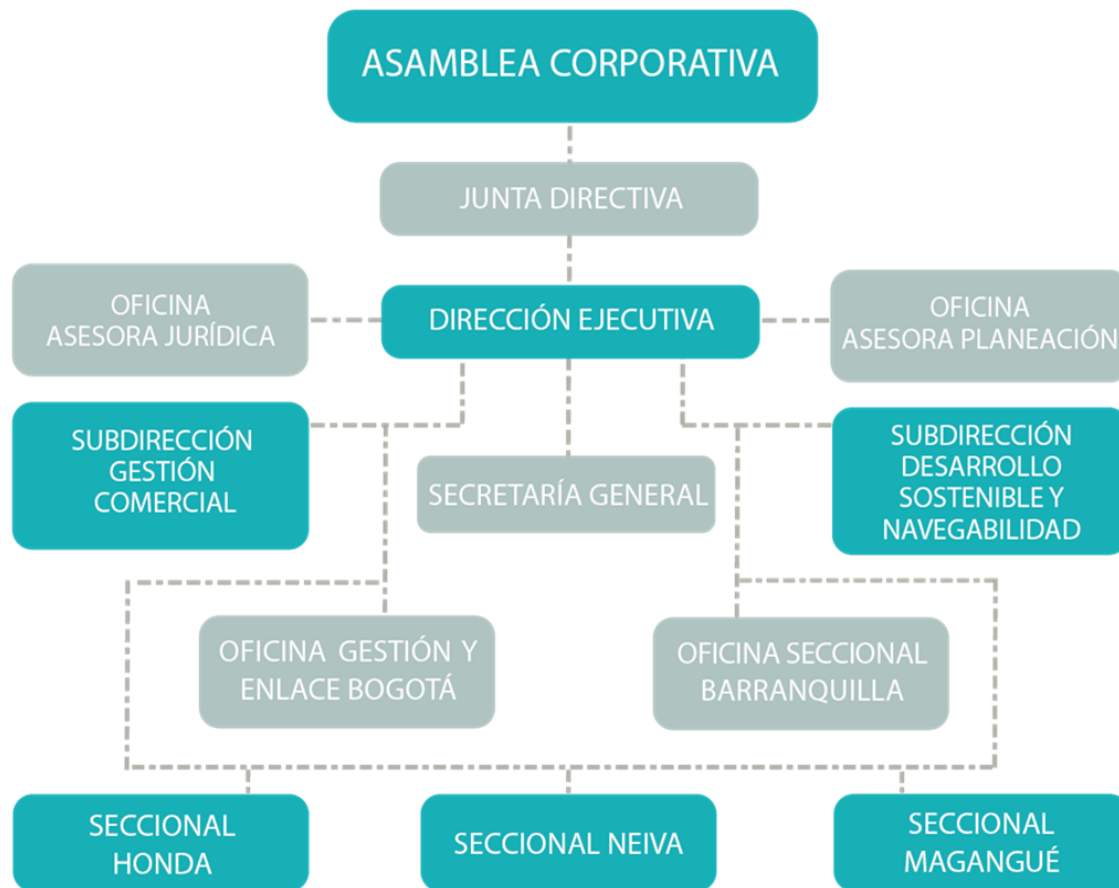 ASAMBLEA CORPORATIVA
JUNTA DIRECTIVA
OFICINA
ASESORA JURÍDICA
DIRECCIÓN EJECUTIVA
OFICINA
ASESORA PLANEACIÓN
SUBDIRECCIÓN
GESTIÓN
COMERCIAL
SECRETARÍA GENERAL
SUBDIRECCIÓN
DESARROLLO
SOSTENIBLE Y
NAVEGABILIDAD
OFICINA GESTIÓN Y
ENLACE BOGOTÁ
OFICINA SECCIONAL
BARRANQUILLA
SECCIONAL
HONDA
SECCIONAL NEIVA
SECCIONAL
MAGANGUÉ